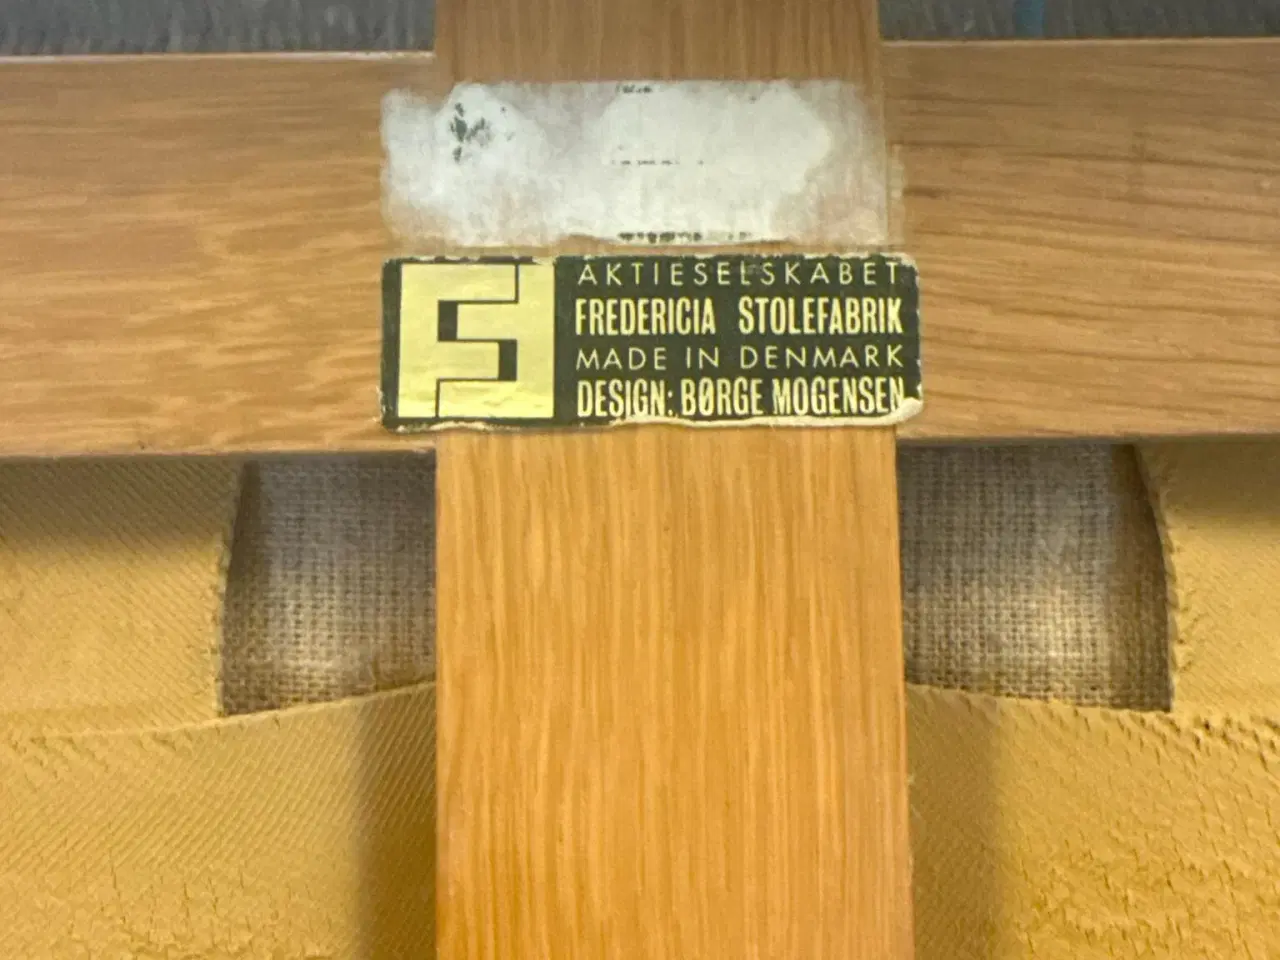 AKTIESELSKABET
FREDERICIA STOLEFABRIK
MADE IN DENMARK
DESIGN: BØRGE MOGENSEN